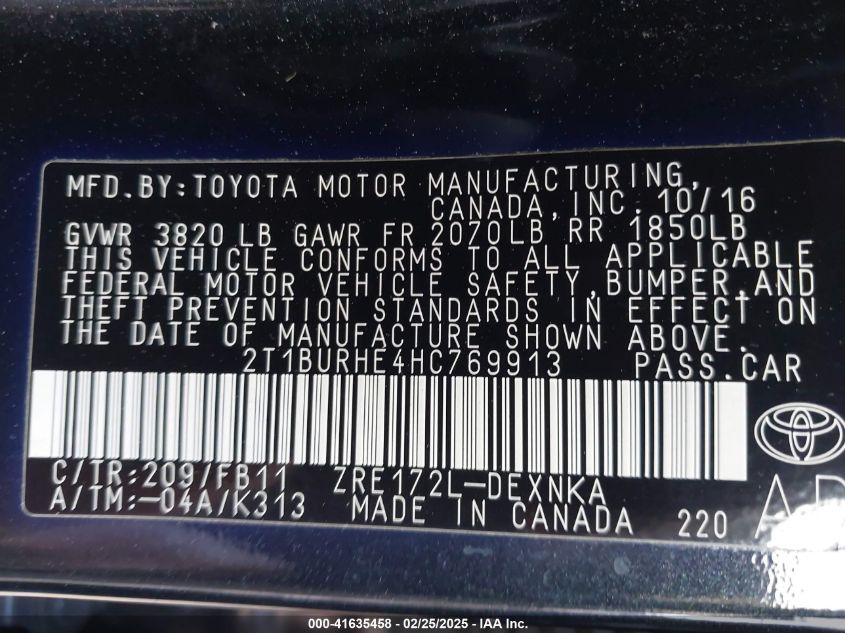 MFD.BY:TOYOTA MOTOR MANUFACTURING,
CANADA,INC. 10/16
GVWR 3820 LB GAWR FR 2070LB RR 1850LB
THIS VEHICLE CONFORMS TO ALL APPLICABLE
FEDERAL MOTOR VEHICLE SAFETY,BUMPER,AND
THEFT PREVENTION STANDARDS IN EFFECT ON
THE DATE OF MANUFACTURE SHOWN ABOVE.
2T1BURHE4HC769913 PASS.CAR
C/TR:209/FB11 ZRE172L-DEXNKA
A/TM:-04A/K313 MADE IN CANADA 220
000-41635458 - 02/25/2025 - IAA Inc.